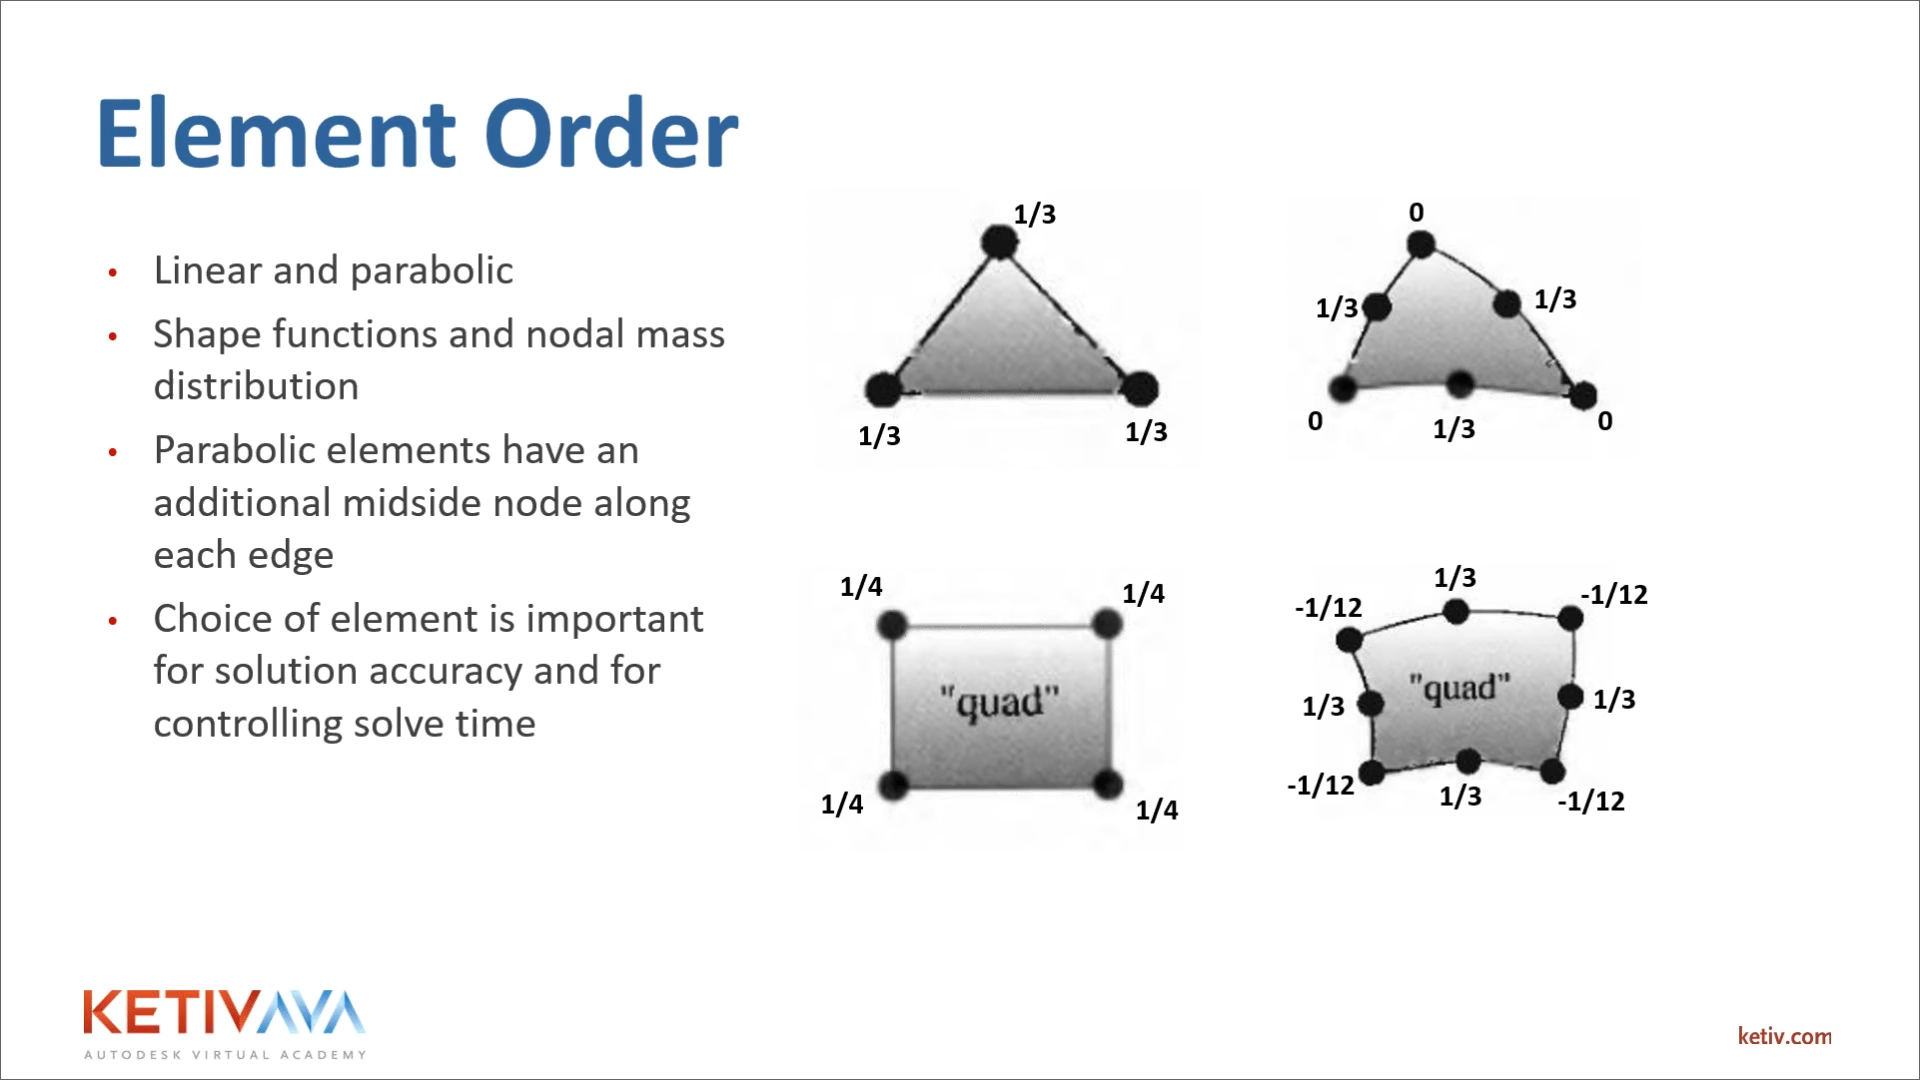 Element Order
• Linear and parabolic
• Shape functions and nodal mass
distribution
• Parabolic elements have an
additional midside node along
each edge
• Choice of element is important
for solution accuracy and for
controlling solve time
1/3
1/3
1/3
0
1/3
1/3
0
1/3
0
1/4
1/4
"quad"
1/4
1/4
1/3
-1/12
-1/12
"quad"
1/3
1/3
-1/12
1/3
-1/12
KETIVAVA
AUTODESK VIRTUAL ACADEMY
ketiv.com